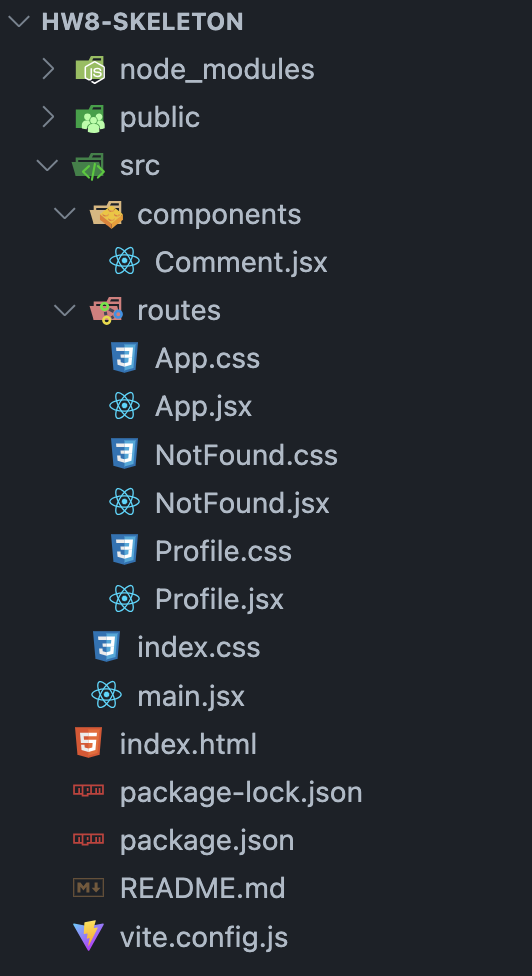 HW8-SKELETON
node_modules
public
src
components
Comment.jsx
routes
App.css
App.jsx
NotFound.css
NotFound.jsx
Profile.css
Profile.jsx
index.css
main.jsx
index.html
package-lock.json
package.json
README.md
vite.config.js